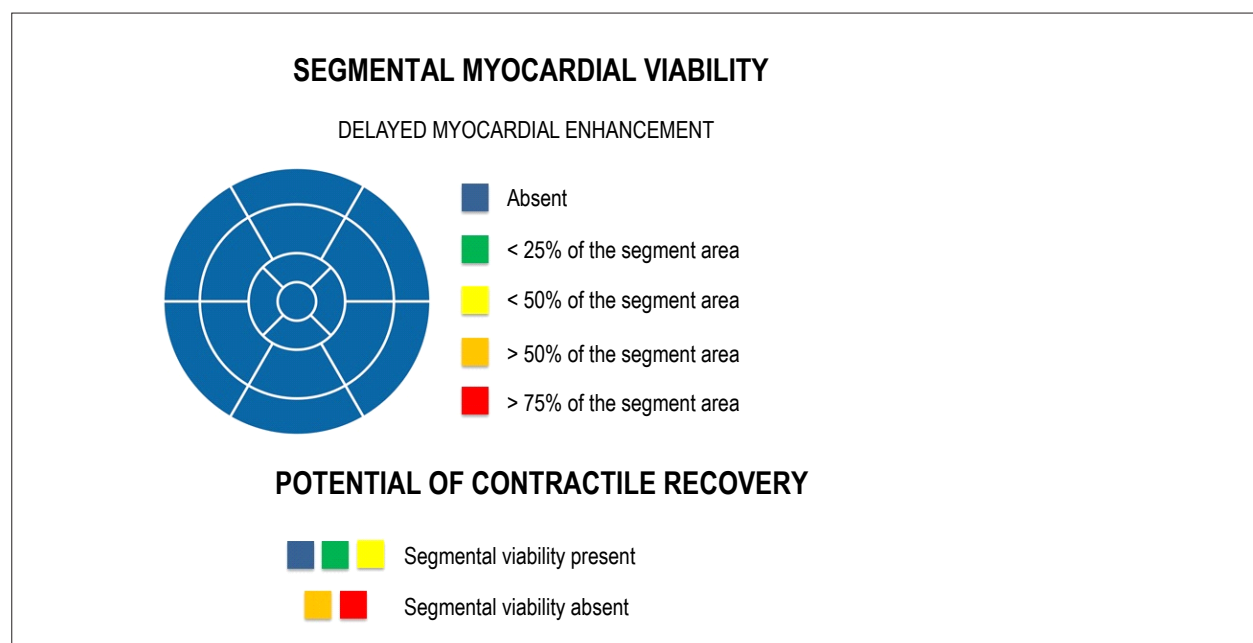 SEGMENTAL MYOCARDIAL VIABILITY
DELAYED MYOCARDIAL ENHANCEMENT
Absent
< 25% of the segment area
< 50% of the segment area
> 50% of the segment area
> 75% of the segment area
POTENTIAL OF CONTRACTILE RECOVERY
Segmental viability present
Segmental viability absent